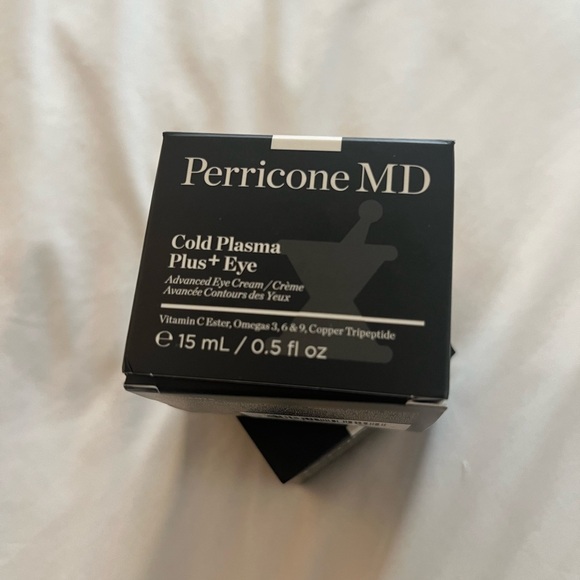 Perricone MD
Cold Plasma
Plus+ Eye
Advanced Eye Cream / Crème
Avancée Contours des Yeux
Vitamin C Ester, Omegas 3, 6 & 9, Copper Tripeptide
℮ 15 mL / 0.5 fl oz